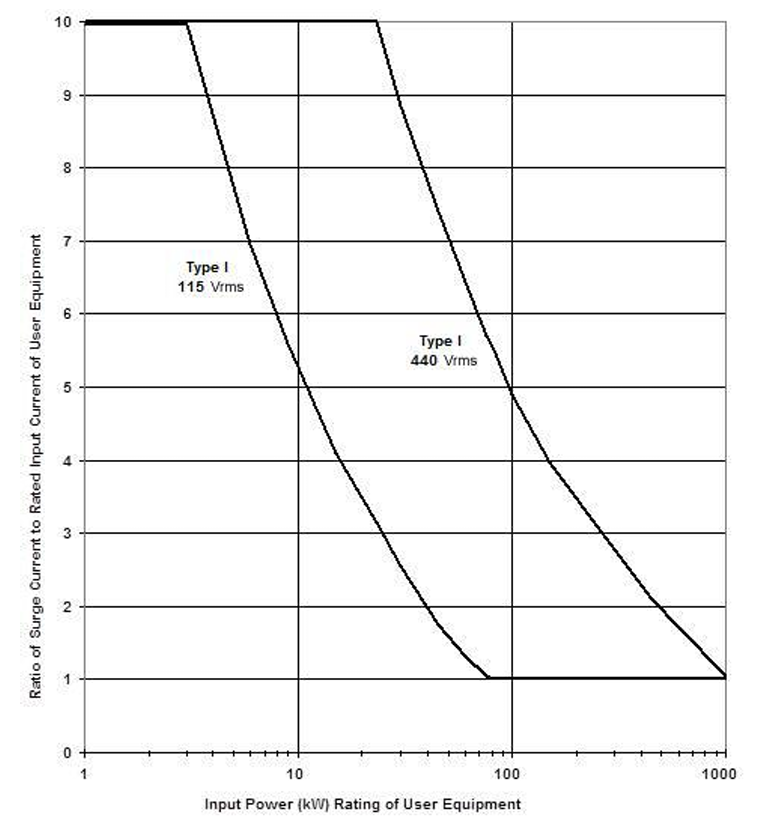 10
9
8
7
6
5
4
3
2
1
0
Ratio of Surge Current to Rated Input Current of User Equipment
Type I
115 Vrms
Type I
440 Vrms
1 10 100 1000
Input Power (kW) Rating of User Equipment